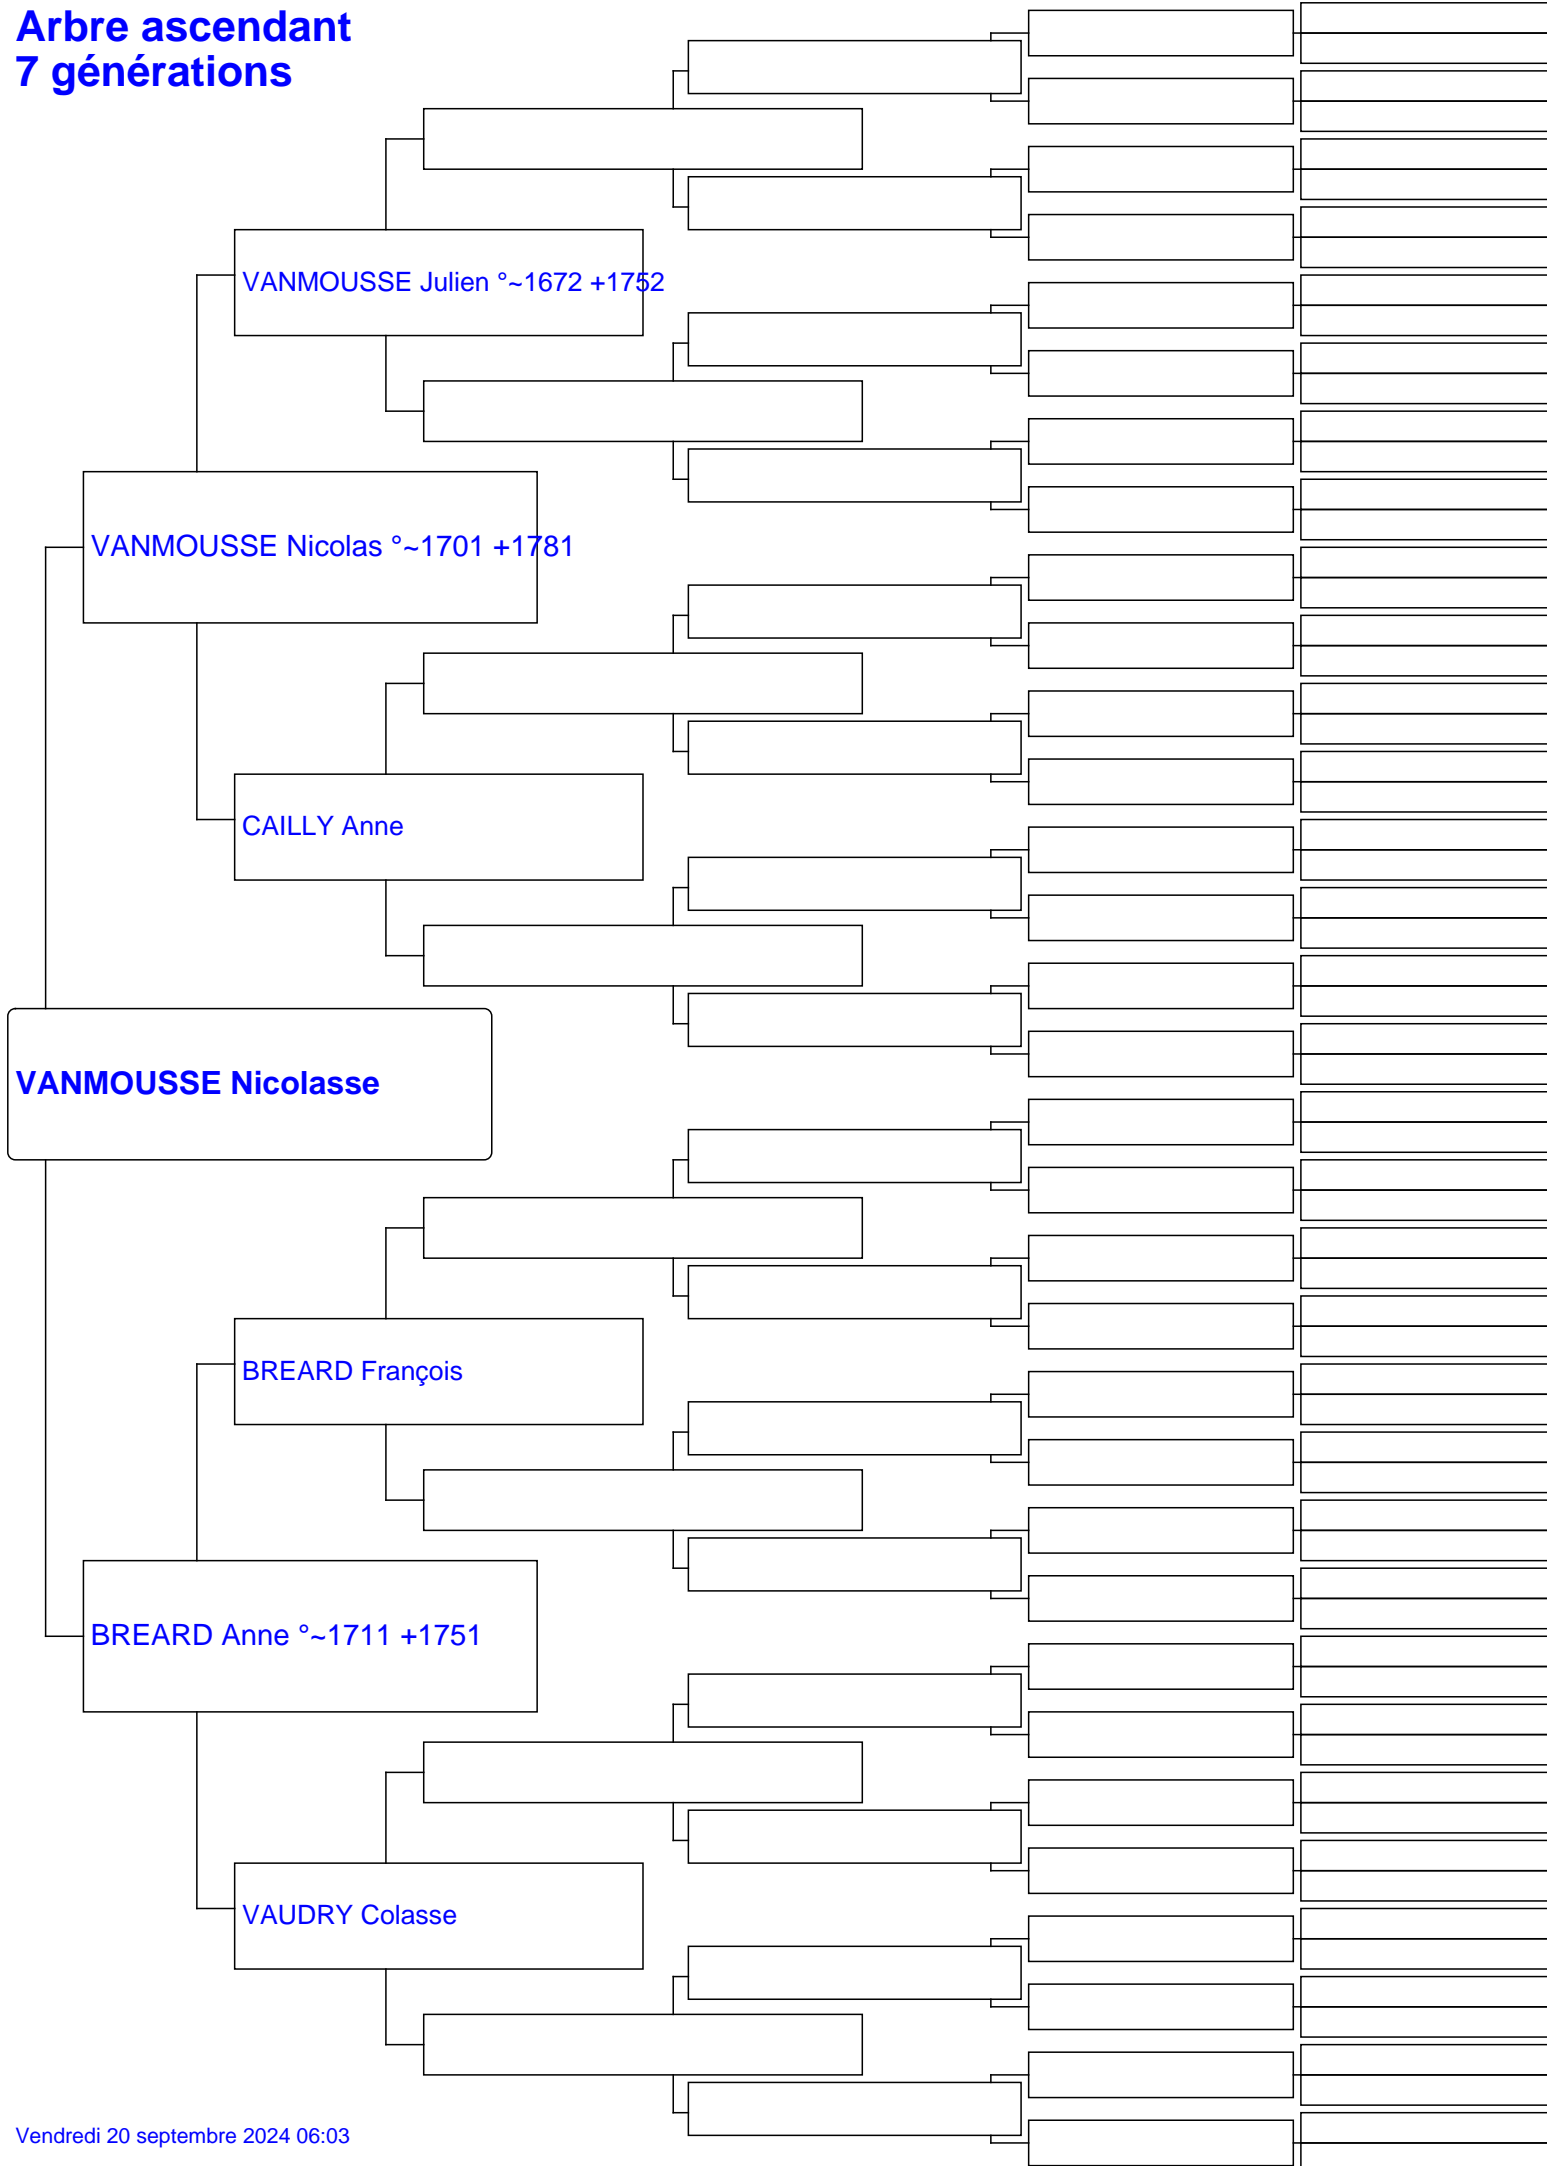 Arbre ascendant
7 générations
VANMOUSSE Julien °~1672 +1752
VANMOUSSE Nicolas °~1701 +1781
CAILLY Anne
VANMOUSSE Nicolasse
BREARD François
BREARD Anne °~1711 +1751
VAUDRY Colasse
Vendredi 20 septembre 2024 06:03